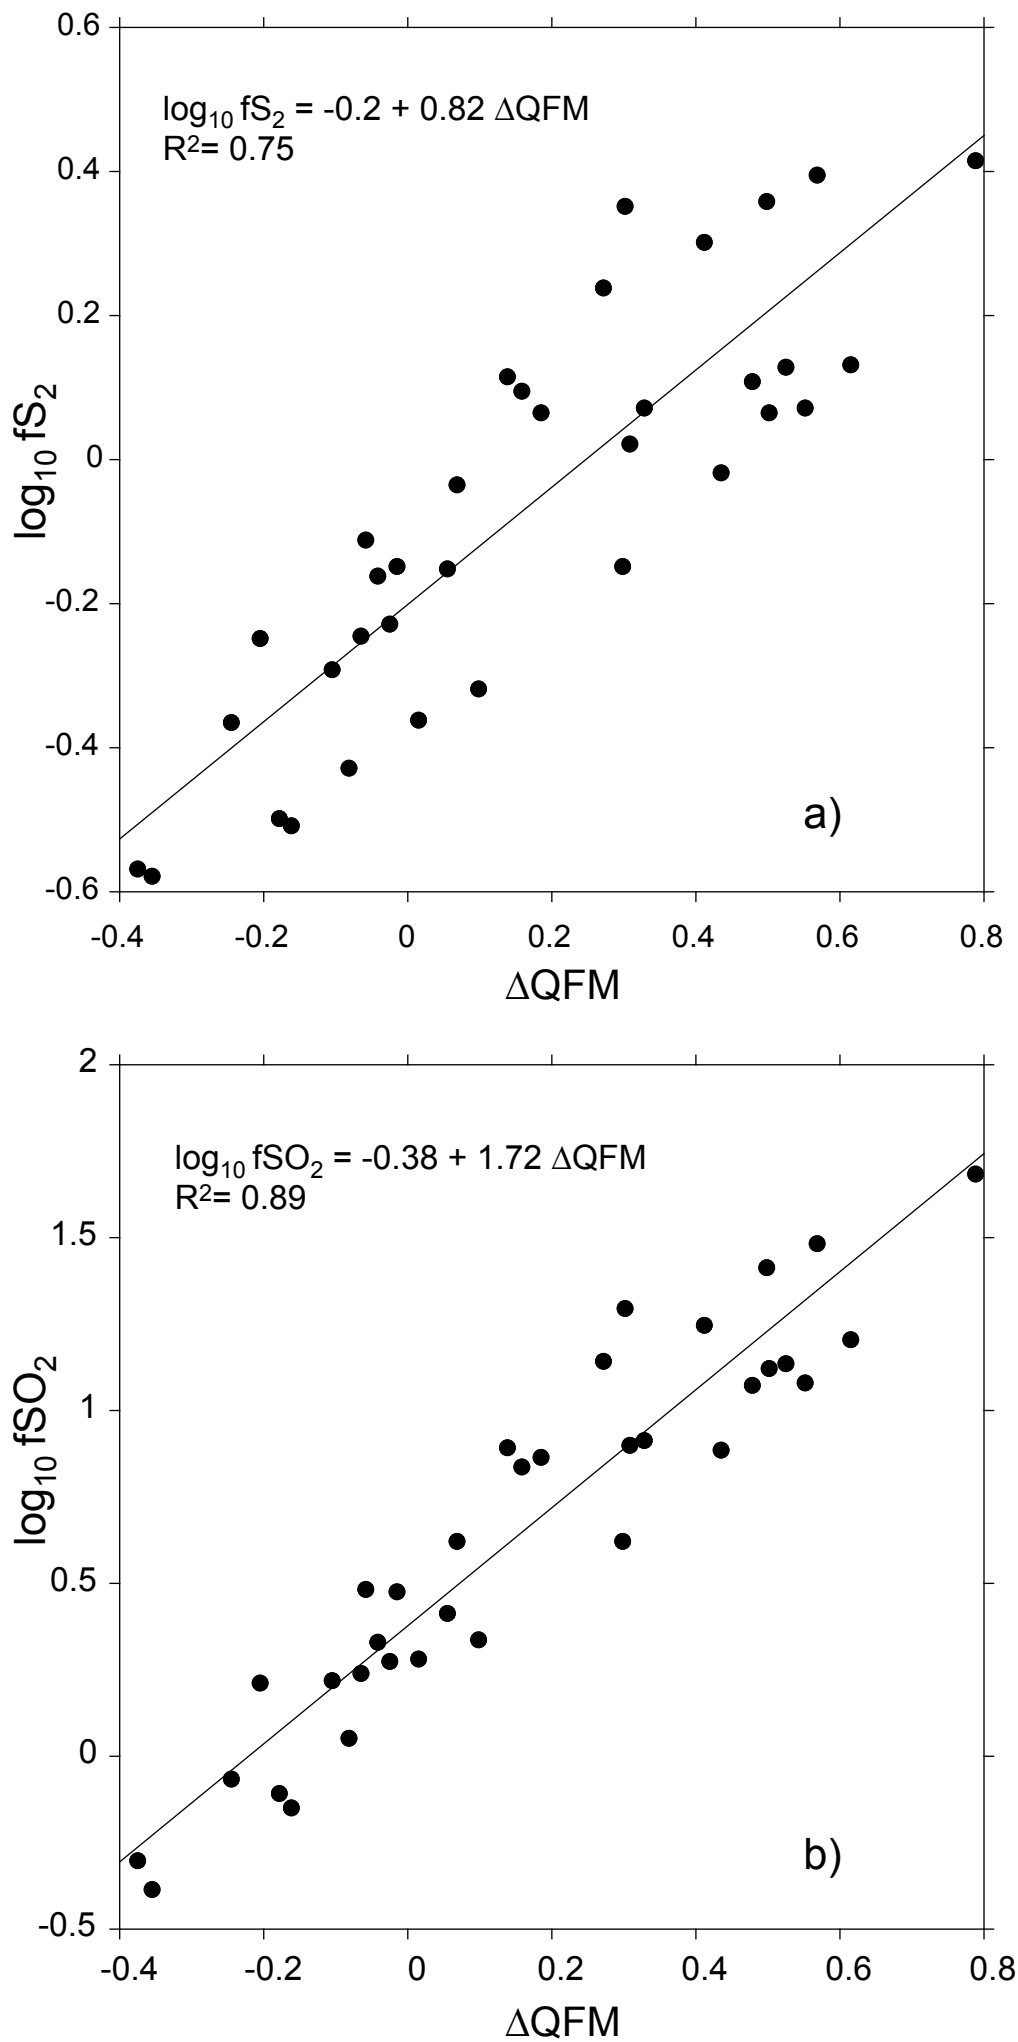 0.6
log₁₀ fS₂ = -0.2 + 0.82 ΔQFM
R²= 0.75
0.4
0.2
log₁₀ fS₂
0
-0.2
-0.4
a)
-0.6
-0.4 -0.2 0 0.2 0.4 0.6 0.8
ΔQFM
2
log₁₀ fSO₂ = -0.38 + 1.72 ΔQFM
R²= 0.89
1.5
1
log₁₀ fSO₂
0.5
0
b)
-0.5
-0.4 -0.2 0 0.2 0.4 0.6 0.8
ΔQFM